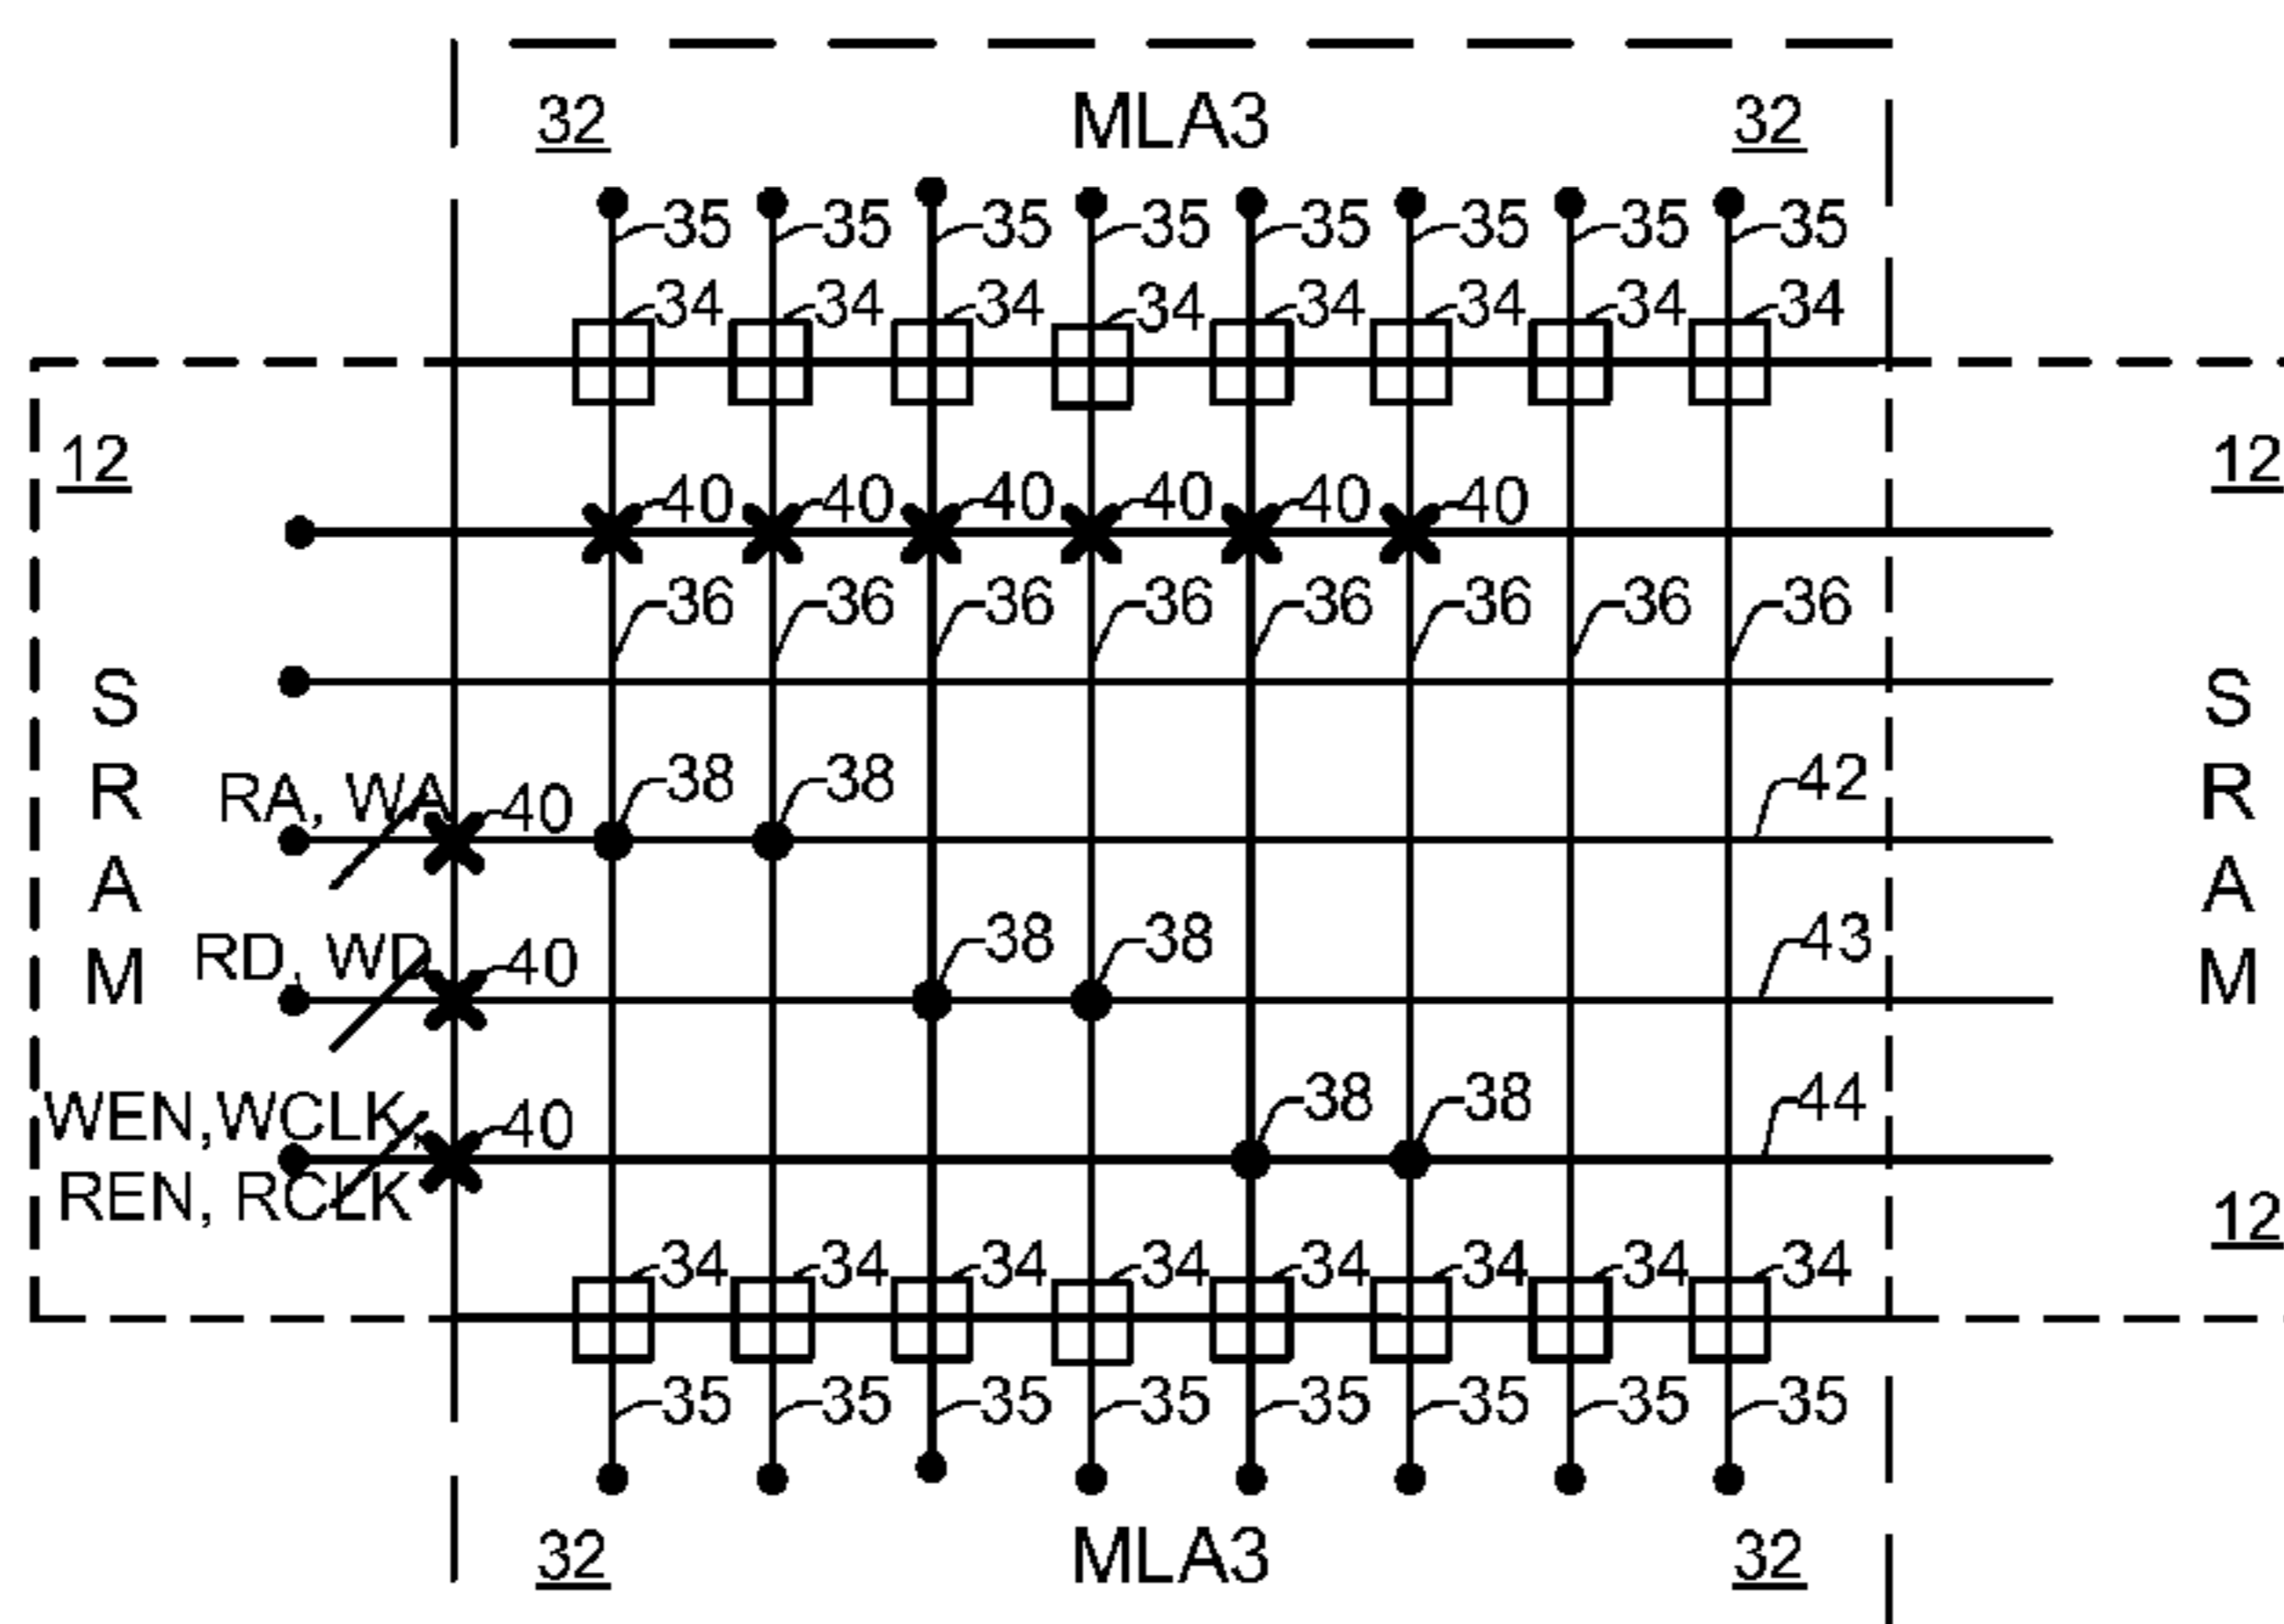 32 MLA3 32
35 35 35 35 35 35 35 35
34 34 34 34 34 34 34 34
12 12
40 40 40 40 40 40
36 36 36 36 36 36 36 36
SRAM SRAM
RA, WA 40 38 38 42
RD, WD 40 38 38 43
WEN,WCLK, 40 38 38 44
REN, RCLK 12
34 34 34 34 34 34 34 34
35 35 35 35 35 35 35 35
32 MLA3 32